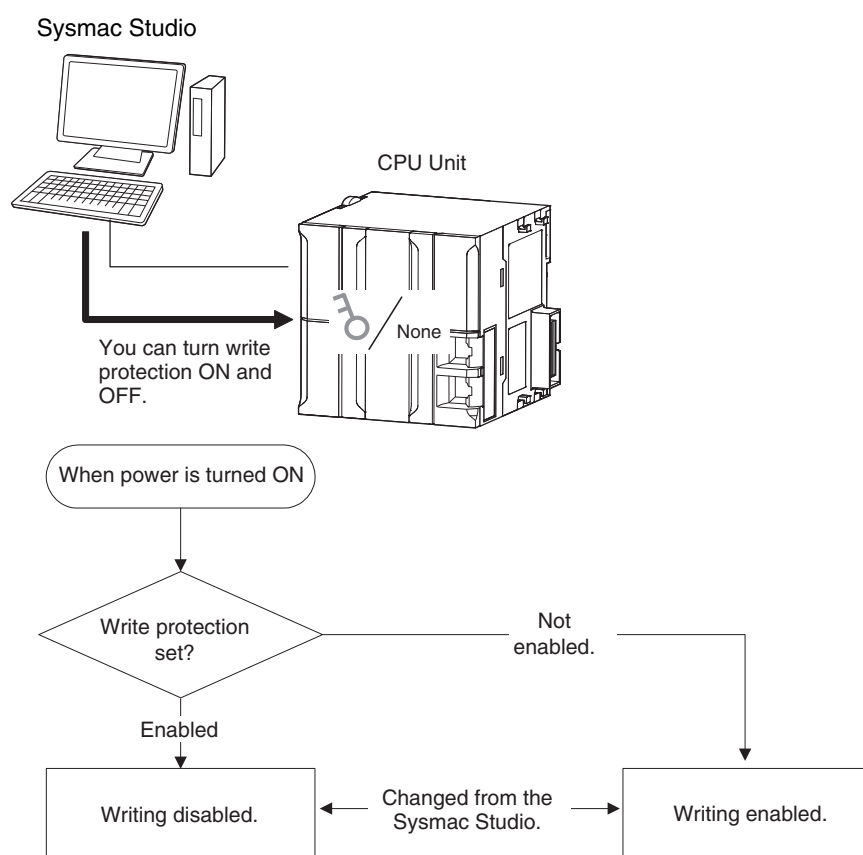 Sysmac Studio
CPU Unit
None
You can turn write
protection ON and
OFF.
When power is turned ON
Write protection
set?
Not
enabled.
Enabled
Writing disabled.
Changed from the
Sysmac Studio.
Writing enabled.